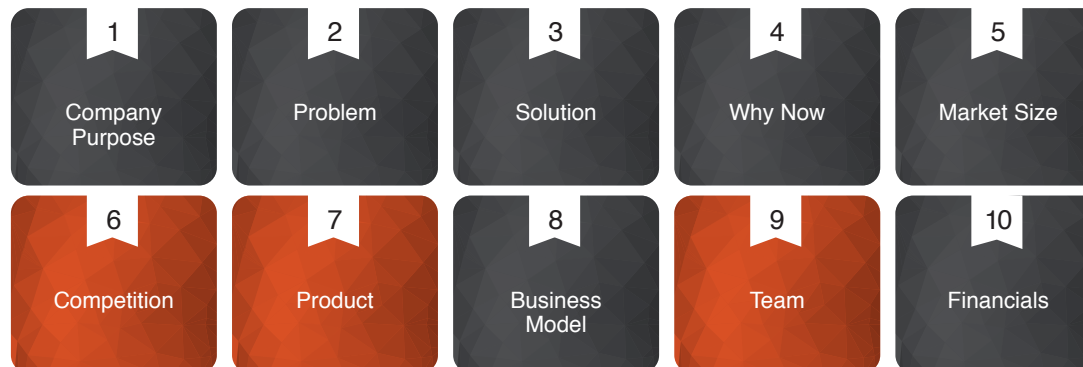 1
2
3
4
5
Company
Purpose
Problem
Solution
Why Now
Market Size
6
7
8
9
10
Competition
Product
Business
Model
Team
Financials